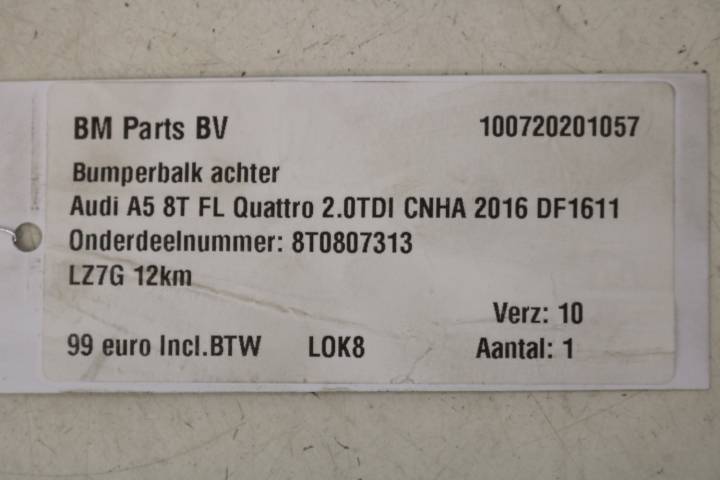 BM Parts BV 100720201057
Bumperbalk achter
Audi A5 8T FL Quattro 2.0TDI CNHA 2016 DF1611
Onderdeelnummer: 8T0807313
LZ7G 12km
Verz: 10
99 euro Incl.BTW LOK8 Aantal: 1